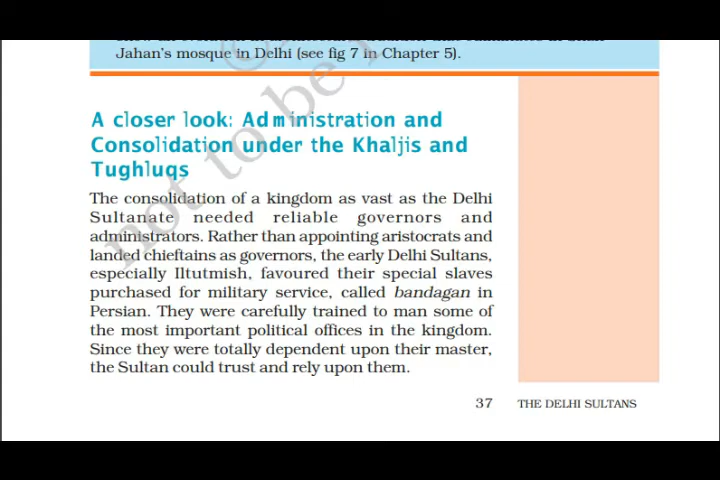 Jahan's mosque in Delhi (see fig 7 in Chapter 5).
A closer look: Administration and
Consolidation under the Khaljis and
Tughluqs
The consolidation of a kingdom as vast as the Delhi
Sultanate needed reliable governors and
administrators. Rather than appointing aristocrats and
landed chieftains as governors, the early Delhi Sultans,
especially Iltutmish, favoured their special slaves
purchased for military service, called bandagan in
Persian. They were carefully trained to man some of
the most important political offices in the kingdom.
Since they were totally dependent upon their master,
the Sultan could trust and rely upon them.
37 THE DELHI SULTANS
not to be